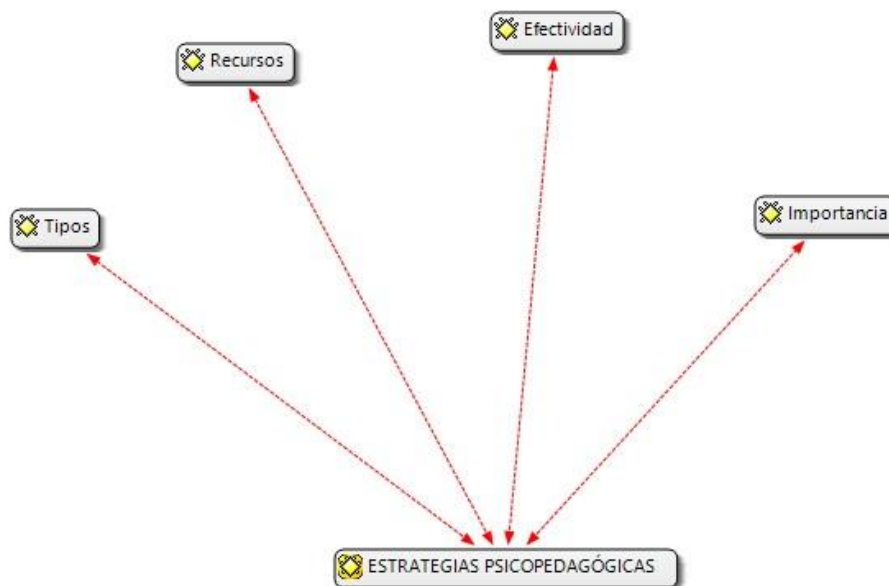 Efectividad
Recursos
Importancia
Tipos
ESTRATEGIAS PSICOPEDAGÓGICAS